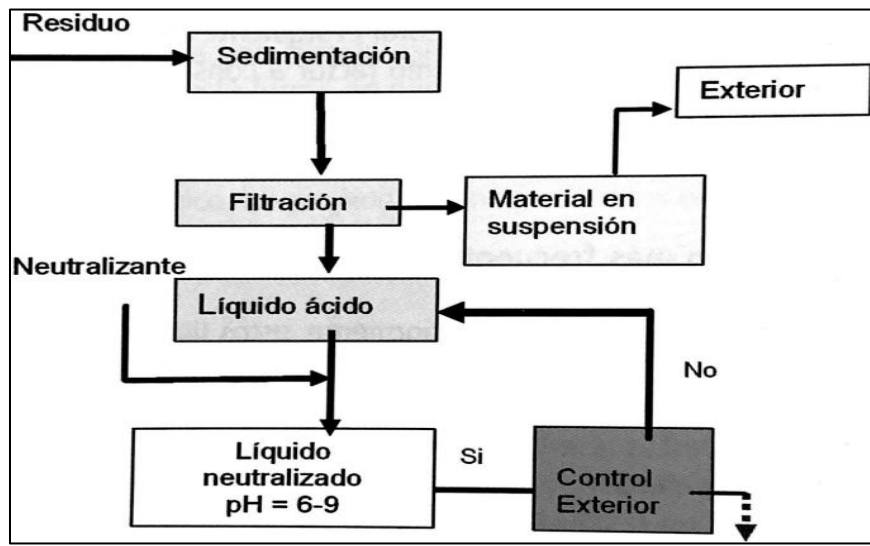 Residuo
Sedimentación
Exterior
Filtración
Material en
suspensión
Neutralizante
Líquido ácido
No
Líquido
neutralizado
pH = 6-9
Si
Control
Exterior